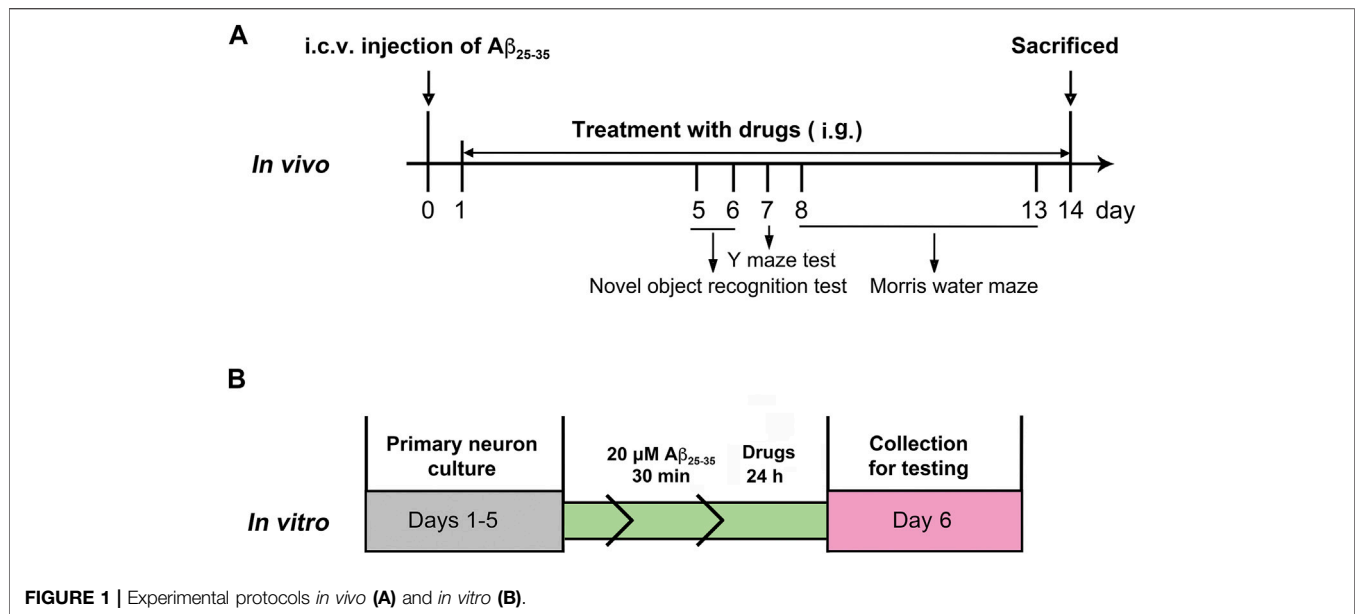 A
i.c.v. injection of Aβ25-35
Sacrificed
Treatment with drugs ( i.g.)
In vivo
0 1 5 6 7 8 13 14 day
Y maze test
Novel object recognition test Morris water maze
B
Primary neuron
culture
20 μM Aβ25-35
30 min
Drugs
24 h
Collection
for testing
In vitro
Days 1-5
Day 6
FIGURE 1 | Experimental protocols in vivo (A) and in vitro (B).